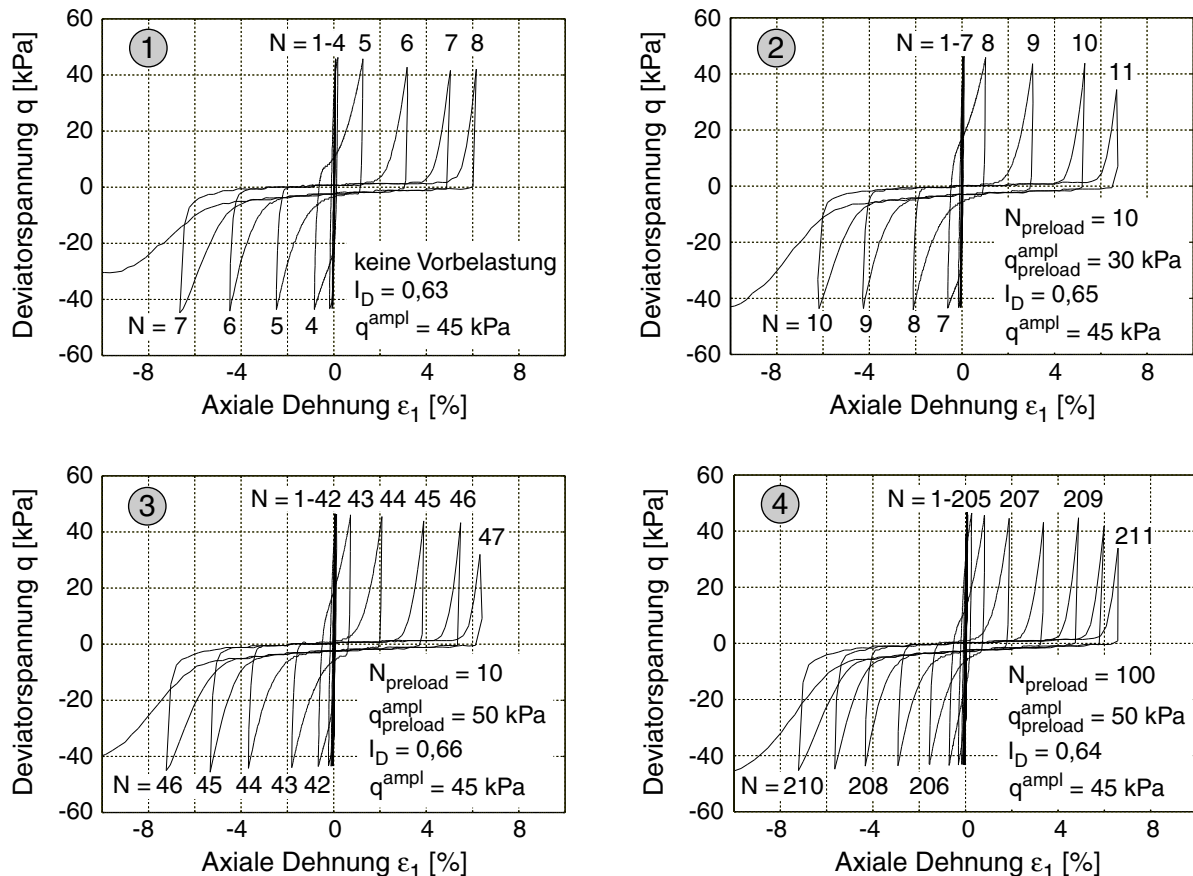 1
N = 1-4 5 6 7 8
Deviatorspannung q [kPa]
60
40
20
0
-20
-40
-60
keine Vorbelastung
I_D = 0,63
q^ampl = 45 kPa
N = 7 6 5 4
-8 -4 0 4 8
Axiale Dehnung ε₁ [%]
2
N = 1-7 8 9 10
11
Deviatorspannung q [kPa]
60
40
20
0
-20
-40
-60
N_preload = 10
q^ampl_preload = 30 kPa
I_D = 0,65
q^ampl = 45 kPa
N = 10 9 8 7
-8 -4 0 4 8
Axiale Dehnung ε₁ [%]
3
N = 1-42 43 44 45 46
47
Deviatorspannung q [kPa]
60
40
20
0
-20
-40
-60
N_preload = 10
q^ampl_preload = 50 kPa
I_D = 0,66
q^ampl = 45 kPa
N = 46 45 44 43 42
-8 -4 0 4 8
Axiale Dehnung ε₁ [%]
4
N = 1-205 207 209
211
Deviatorspannung q [kPa]
60
40
20
0
-20
-40
-60
N_preload = 100
q^ampl_preload = 50 kPa
I_D = 0,64
q^ampl = 45 kPa
N = 210 208 206
-8 -4 0 4 8
Axiale Dehnung ε₁ [%]